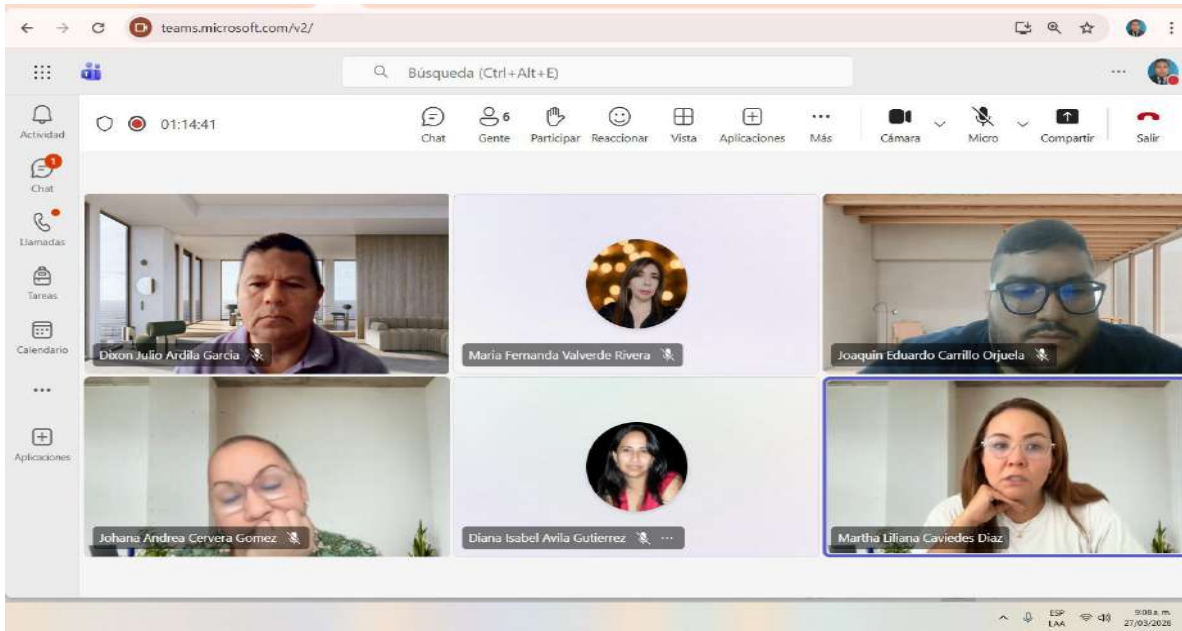 teams.microsoft.com/v2/
Búsqueda (Ctrl+Alt+E)
Actividad
Chat
1
Llamadas
Tareas
Calendario
Aplicaciones
01:14:41
Chat
6
Gente
Participar
Reaccionar
Vista
Aplicaciones
Más
Cámara
Micro
Compartir
Salir
Dixon Julio Ardila Garcia
Maria Fernanda Valverde Rivera
Joaquin Eduardo Carrillo Orjuela
Johana Andrea Cervera Gomez
Diana Isabel Avila Gutierrez
Martha Liliana Caviedes Diaz
ESP
LAA
9:08 a. m.
27/03/2026